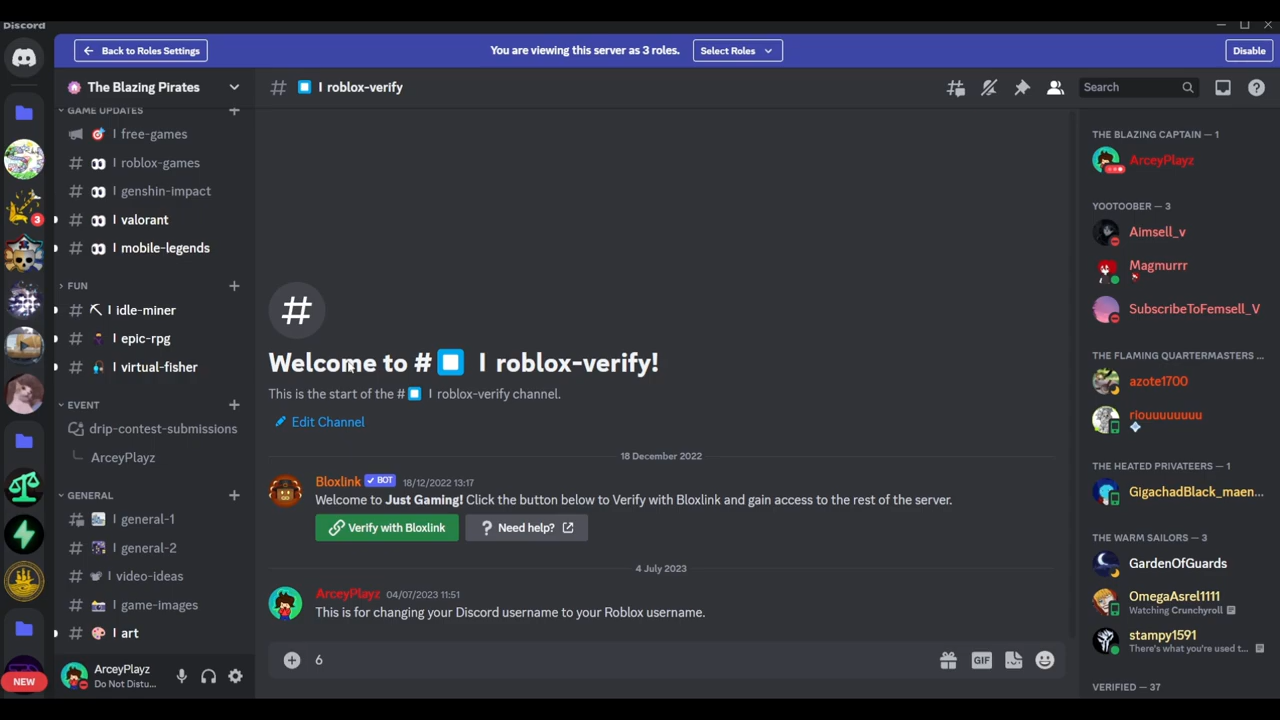 Discord
Back to Roles Settings
You are viewing this server as 3 roles.
Select Roles
Disable
The Blazing Pirates
# | roblox-verify
Search
GAME UPDATES
| free-games
# | roblox-games
# | genshin-impact
# | valorant
# | mobile-legends
FUN
# | idle-miner
# | epic-rpg
# | virtual-fisher
EVENT
drip-contest-submissions
ArceyPlayz
GENERAL
# | general-1
# | general-2
# | video-ideas
# | game-images
# | art
ArceyPlayz
Do Not Distu...
3
NEW
#
Welcome to # | roblox-verify!
This is the start of the # | roblox-verify channel.
Edit Channel
18 December 2022
Bloxlink ✓ BOT 18/12/2022 13:17
Welcome to Just Gaming! Click the button below to Verify with Bloxlink and gain access to the rest of the server.
Verify with Bloxlink
? Need help?
4 July 2023
ArceyPlayz 04/07/2023 11:51
This is for changing your Discord username to your Roblox username.
6
GIF
THE BLAZING CAPTAIN — 1
ArceyPlayz
YOOTOOBER — 3
Aimsell_v
Magmurrr
SubscribeToFemsell_V
THE FLAMING QUARTERMASTERS ...
azote1700
riouuuuuuuu
THE HEATED PRIVATEERS — 1
GigachadBlack_maen...
THE WARM SAILORS — 3
GardenOfGuards
OmegaAsrel1111
Watching Crunchyroll
stampy1591
There's what you're used t...
VERIFIED — 37